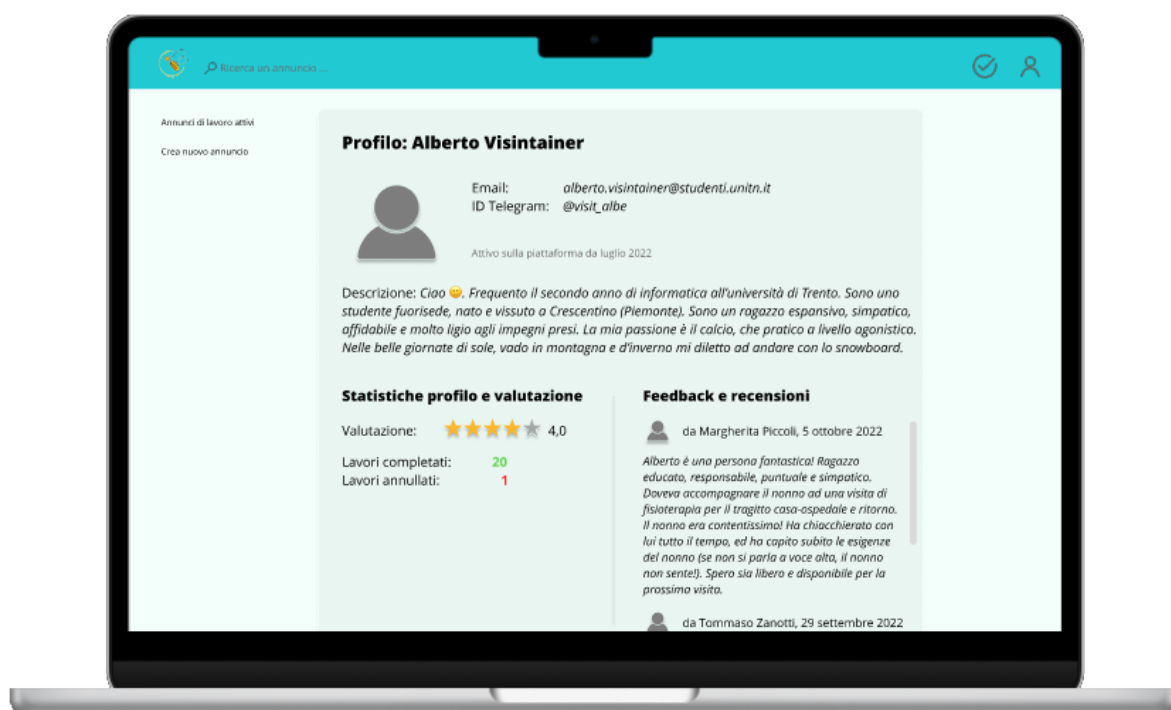 Ricerca un annuncio ...
Annunci di lavoro attivi
Crea nuovo annuncio
Profilo: Alberto Visintainer
Email: alberto.visintainer@studenti.unitn.it
ID Telegram: @visit_albe
Attivo sulla piattaforma da luglio 2022
Descrizione: Ciao 😀. Frequento il secondo anno di informatica all'università di Trento. Sono uno
studente fuorisede, nato e vissuto a Crescentino (Piemonte). Sono un ragazzo espansivo, simpatico,
affidabile e molto ligio agli impegni presi. La mia passione è il calcio, che pratico a livello agonistico.
Nelle belle giornate di sole, vado in montagna e d'inverno mi diletto ad andare con lo snowboard.
Statistiche profilo e valutazione
Valutazione: 4,0
Lavori completati: 20
Lavori annullati: 1
Feedback e recensioni
da Margherita Piccoli, 5 ottobre 2022
Alberto è una persona fantastica! Ragazzo
educato, responsabile, puntuale e simpatico.
Doveva accompagnare il nonno ad una visita di
fisioterapia per il tragitto casa-ospedale e ritorno.
Il nonno era contentissimo! Ha chiacchierato con
lui tutto il tempo, ed ha capito subito le esigenze
del nonno (se non si parla a voce alta, il nonno
non sente!). Spero sia libero e disponibile per la
prossima visita.
da Tommaso Zanotti, 29 settembre 2022